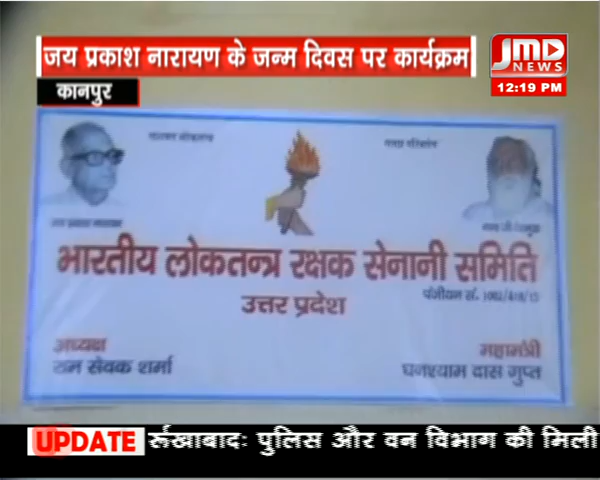 जय प्रकाश नारायण के जन्म दिवस पर कार्यक्रम
JMD
NEWS
12:19 PM
कानपुर
भारतीय लोकतन्त्र रक्षक सेनानी समिति
पंजीयन सं.
उत्तर प्रदेश
अध्यक्ष
राम सेवक शर्मा
महामंत्री
घनश्याम दास गुप्त
UPDATE र्रुखाबादः पुलिस और वन विभाग की मिली